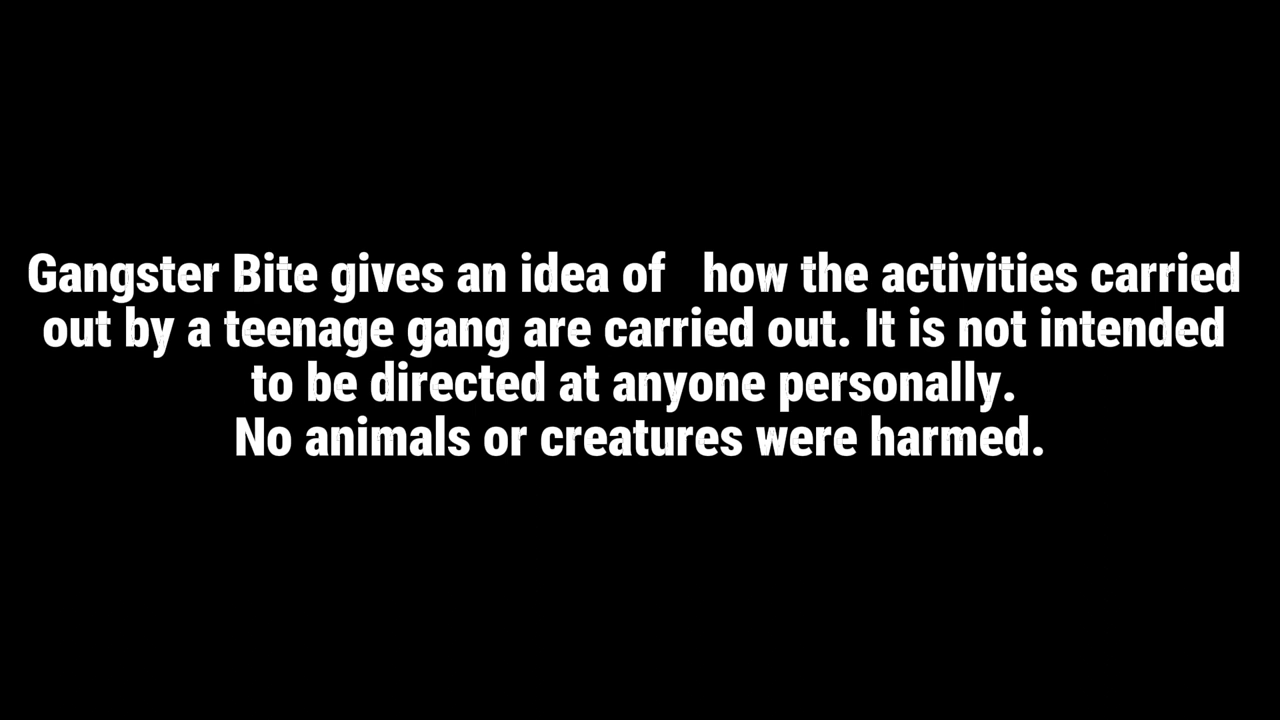 Gangster Bite gives an idea of   how the activities carried
out by a teenage gang are carried out. It is not intended
to be directed at anyone personally.
No animals or creatures were harmed.